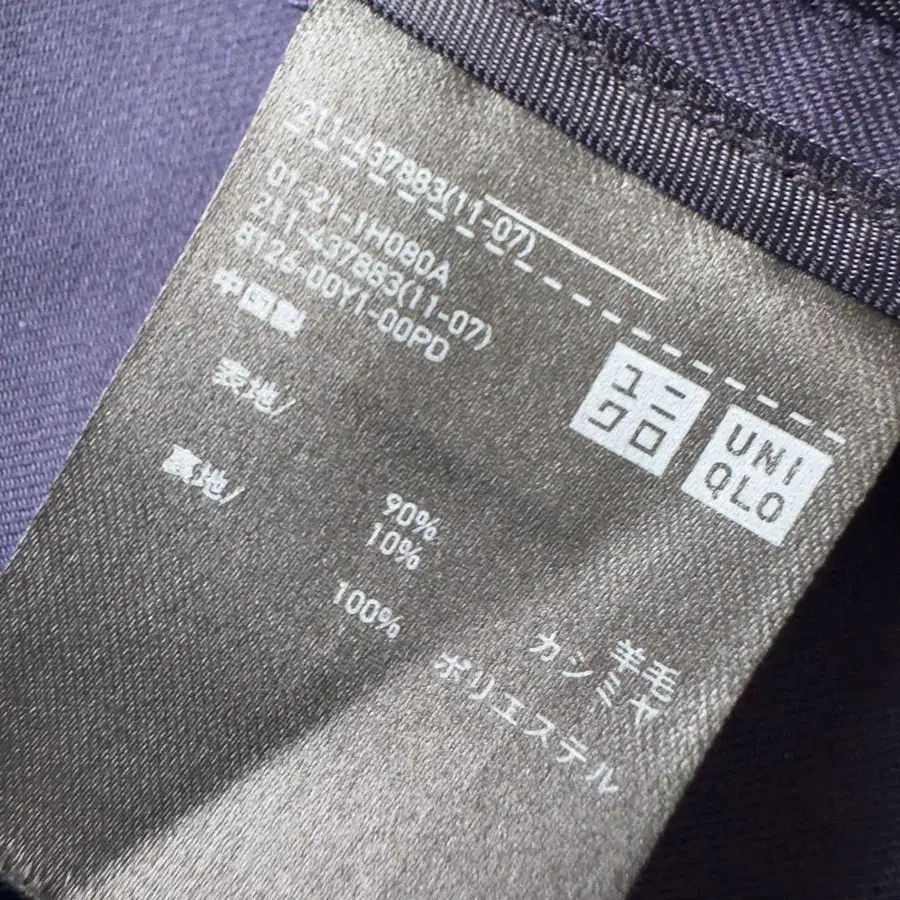 211-437883(11-07)
01-21-1H080A
211-437883(11-07)
8126-00Y1-00PD
中国製
ユニ
クロ
UNI
QLO
表地/
90% 羊毛
10% カシミヤ
裏地/
100% ポリエステル